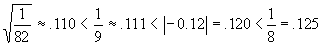 √(1/82) ≈ .110 < 1/9 ≈ .111 < |−0.12| = .120 < 1/8 = .125